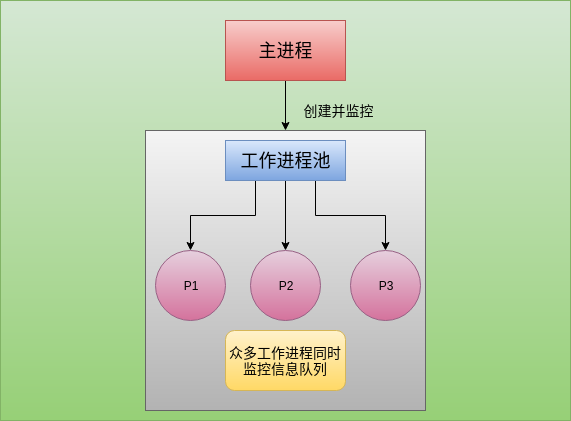 主进程
创建并监控
工作进程池
P1 P2 P3
众多工作进程同时
监控信息队列